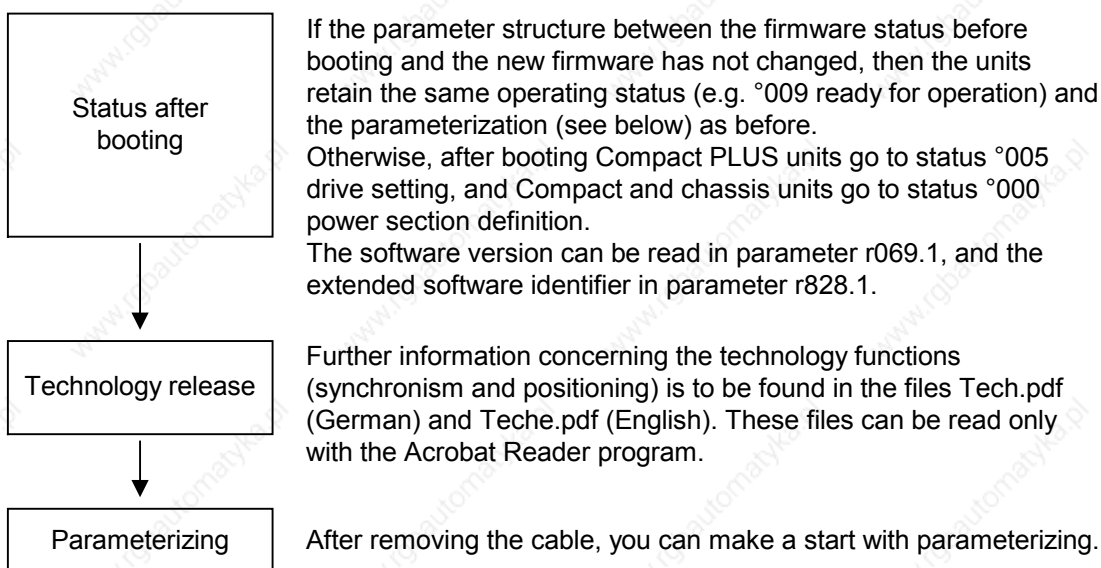 Status after
booting
If the parameter structure between the firmware status before
booting and the new firmware has not changed, then the units
retain the same operating status (e.g. °009 ready for operation) and
the parameterization (see below) as before.
Otherwise, after booting Compact PLUS units go to status °005
drive setting, and Compact and chassis units go to status °000
power section definition.
The software version can be read in parameter r069.1, and the
extended software identifier in parameter r828.1.
Technology release
Further information concerning the technology functions
(synchronism and positioning) is to be found in the files Tech.pdf
(German) and Teche.pdf (English). These files can be read only
with the Acrobat Reader program.
Parameterizing
After removing the cable, you can make a start with parameterizing.
www.rgbautomatyka.pl